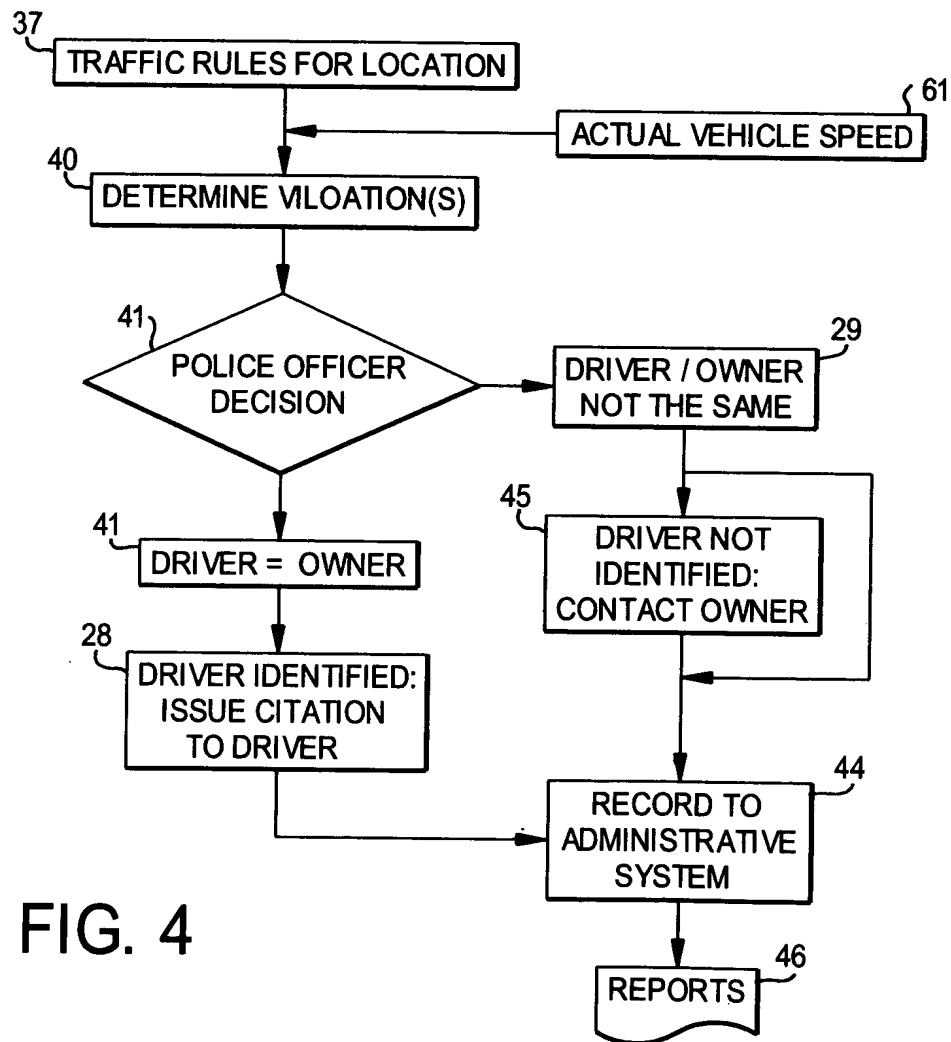 37
TRAFFIC RULES FOR LOCATION
61
ACTUAL VEHICLE SPEED
40
DETERMINE VILOATION(S)
41
POLICE OFFICER
DECISION
29
DRIVER / OWNER
NOT THE SAME
41
DRIVER = OWNER
45
DRIVER NOT
IDENTIFIED:
CONTACT OWNER
28
DRIVER IDENTIFIED:
ISSUE CITATION
TO DRIVER
44
RECORD TO
ADMINISTRATIVE
SYSTEM
46
REPORTS
FIG. 4